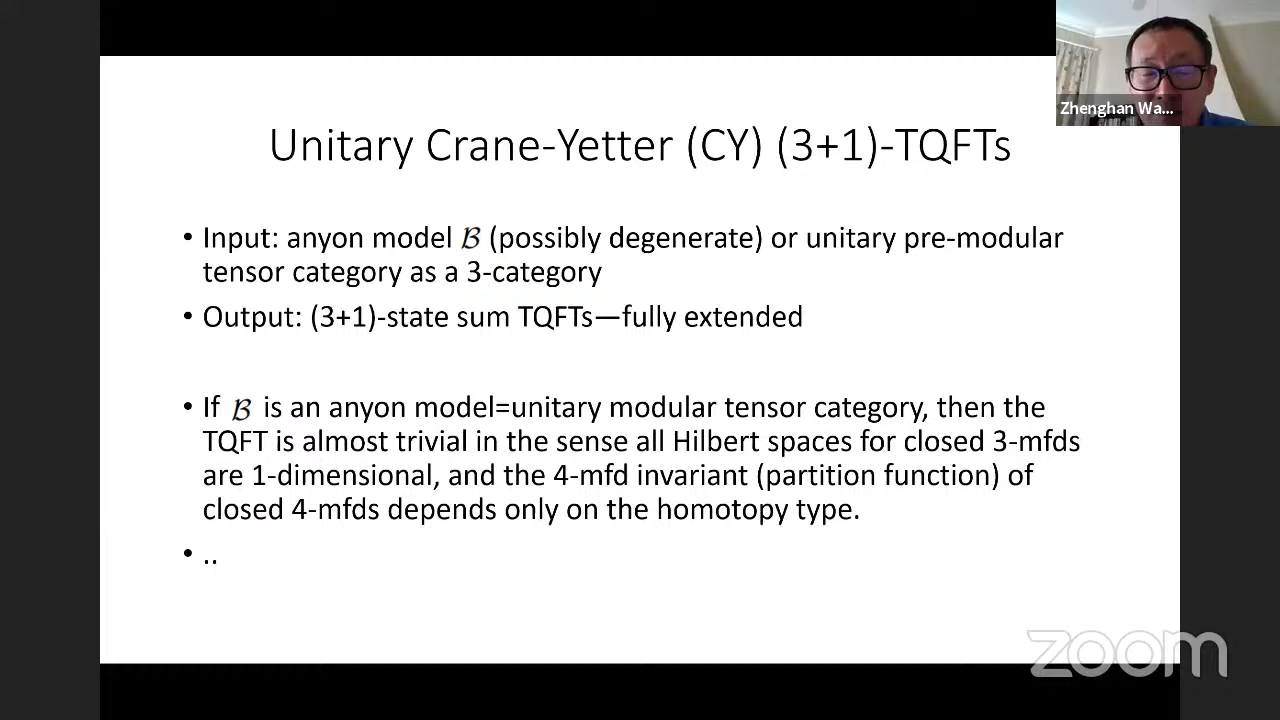 Zhenghan Wa...
Unitary Crane-Yetter (CY) (3+1)-TQFTs
• Input: anyon model ℬ (possibly degenerate) or unitary pre-modular
tensor category as a 3-category
• Output: (3+1)-state sum TQFTs—fully extended
• If ℬ is an anyon model=unitary modular tensor category, then the
TQFT is almost trivial in the sense all Hilbert spaces for closed 3-mfds
are 1-dimensional, and the 4-mfd invariant (partition function) of
closed 4-mfds depends only on the homotopy type.
• ..
zoom